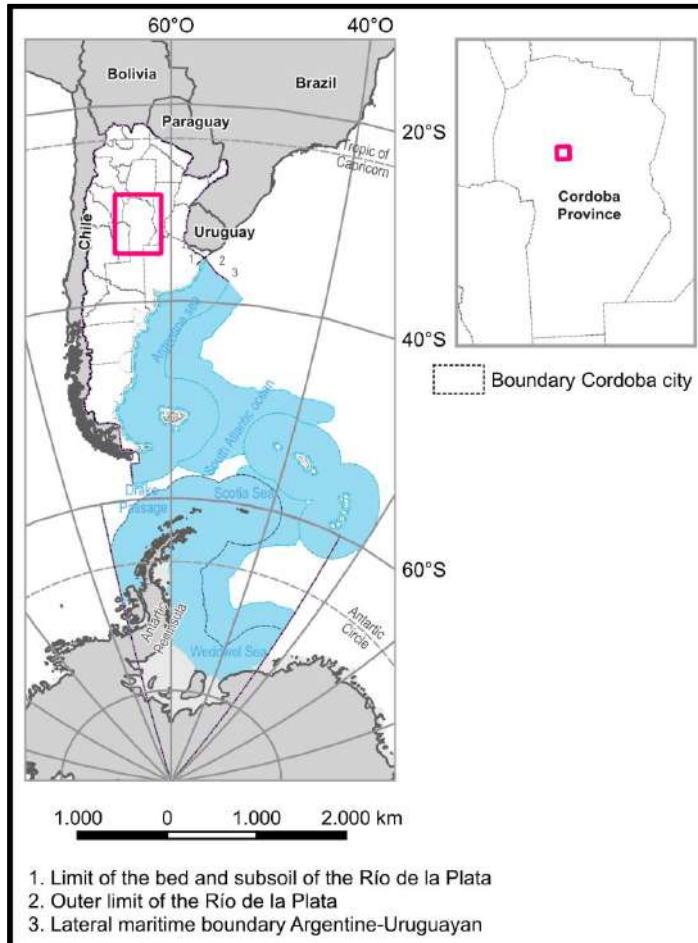 60°O
40°O
Bolivia
Brazil
Paraguay
20°S
Tropic of
Capricorn
Chile
Uruguay
1
2
3
Argentina sea
40°S
South Atlantic ocean
Drake
Passage
Scotia Sea
60°S
Antartic
Peninsula
Antartic
Circle
Weddwel Sea
Cordoba
Province
Boundary Cordoba city
1.000 0 1.000 2.000 km
1. Limit of the bed and subsoil of the Río de la Plata
2. Outer limit of the Río de la Plata
3. Lateral maritime boundary Argentine-Uruguayan